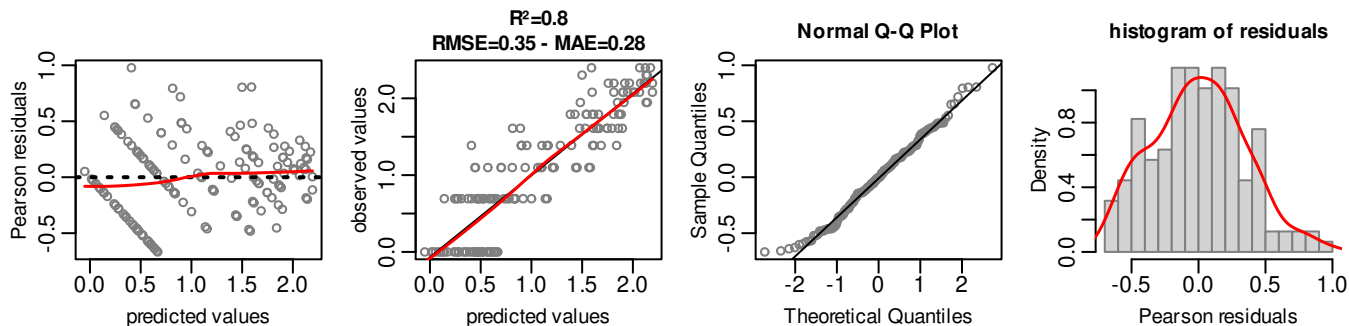 R²=0.8
RMSE=0.35 - MAE=0.28
Normal Q-Q Plot
histogram of residuals
Pearson residuals
-0.5 0.0 0.5 1.0
0.0 0.5 1.0 1.5 2.0
predicted values
observed values
0.0 1.0 2.0
0.0 0.5 1.0 1.5 2.0
predicted values
Sample Quantiles
-0.5 0.0 0.5 1.0
-2 -1 0 1 2
Theoretical Quantiles
Density
0.0 0.4 0.8
-0.5 0.0 0.5 1.0
Pearson residuals